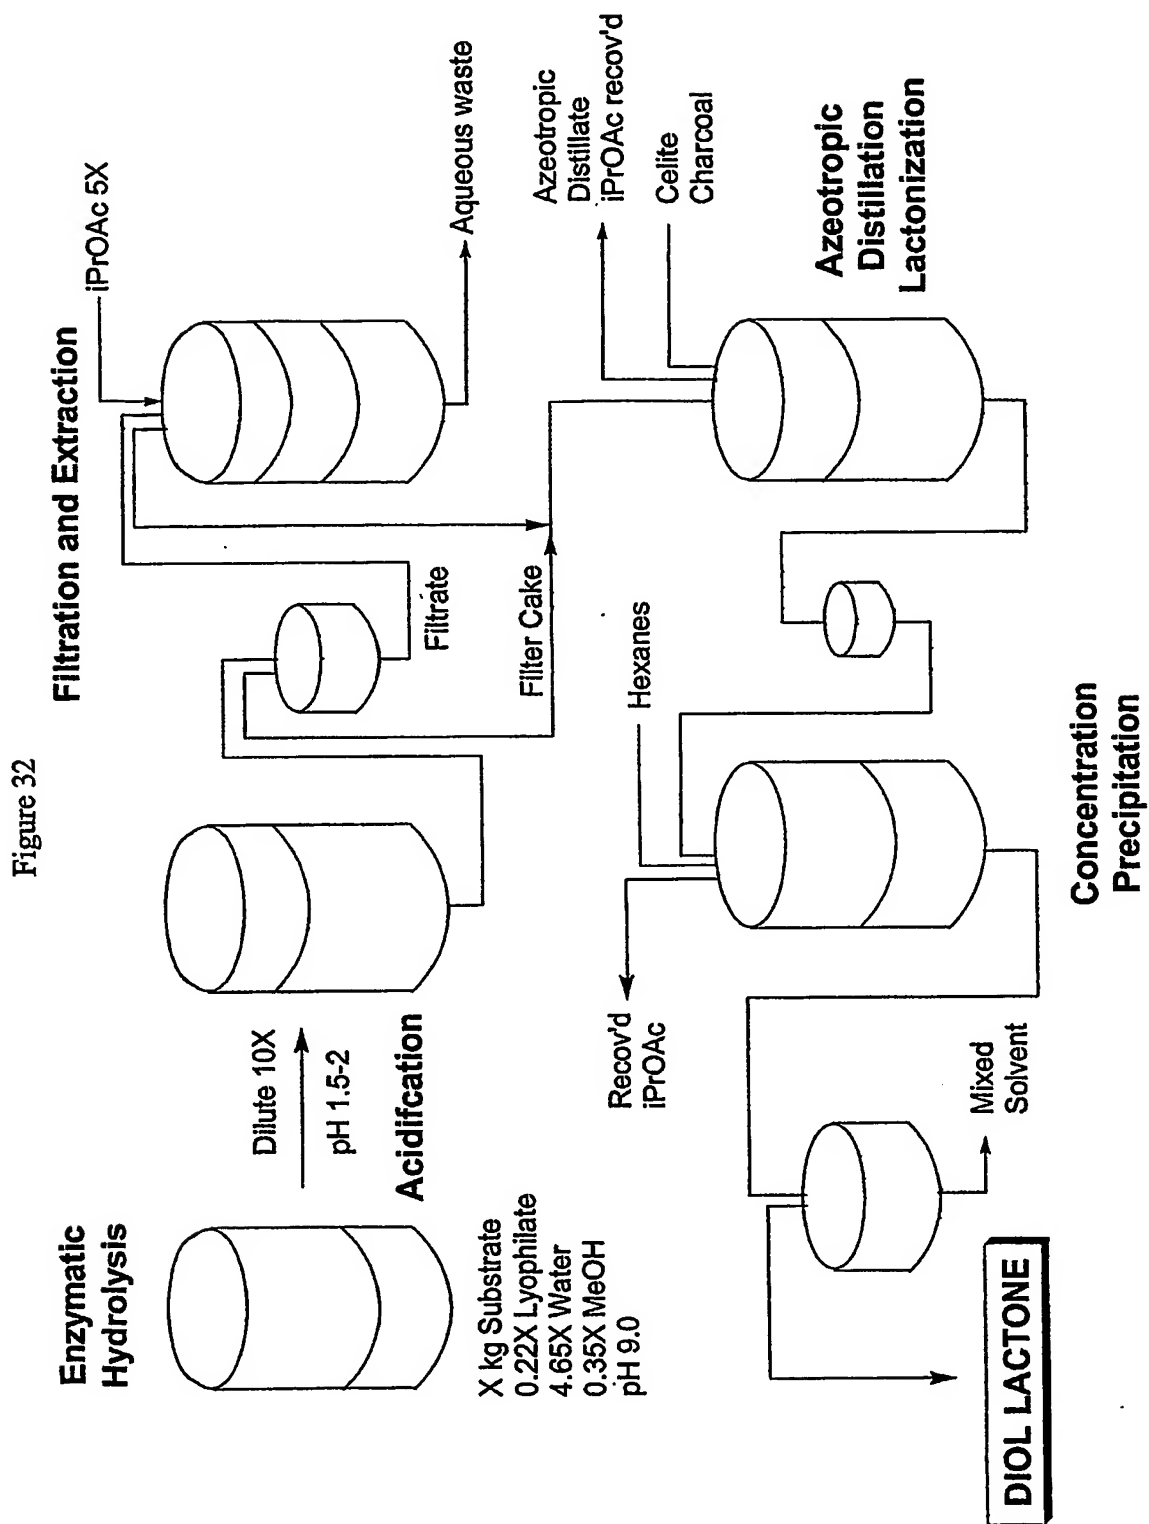 Figure 32
Enzymatic
Hydrolysis
X kg Substrate
0.22X Lyophilate
4.65X Water
0.35X MeOH
pH 9.0
Dilute 10X
pH 1.5-2
Acidifcation
Filtration and Extraction
iPrOAc 5X
Filtrate
Filter Cake
Aqueous waste
Azeotropic
Distillate
iPrOAc recov'd
Celite
Charcoal
Azeotropic
Distillation
Lactonization
Hexanes
Recov'd
iPrOAc
Concentration
Precipitation
Mixed
Solvent
DIOL LACTONE